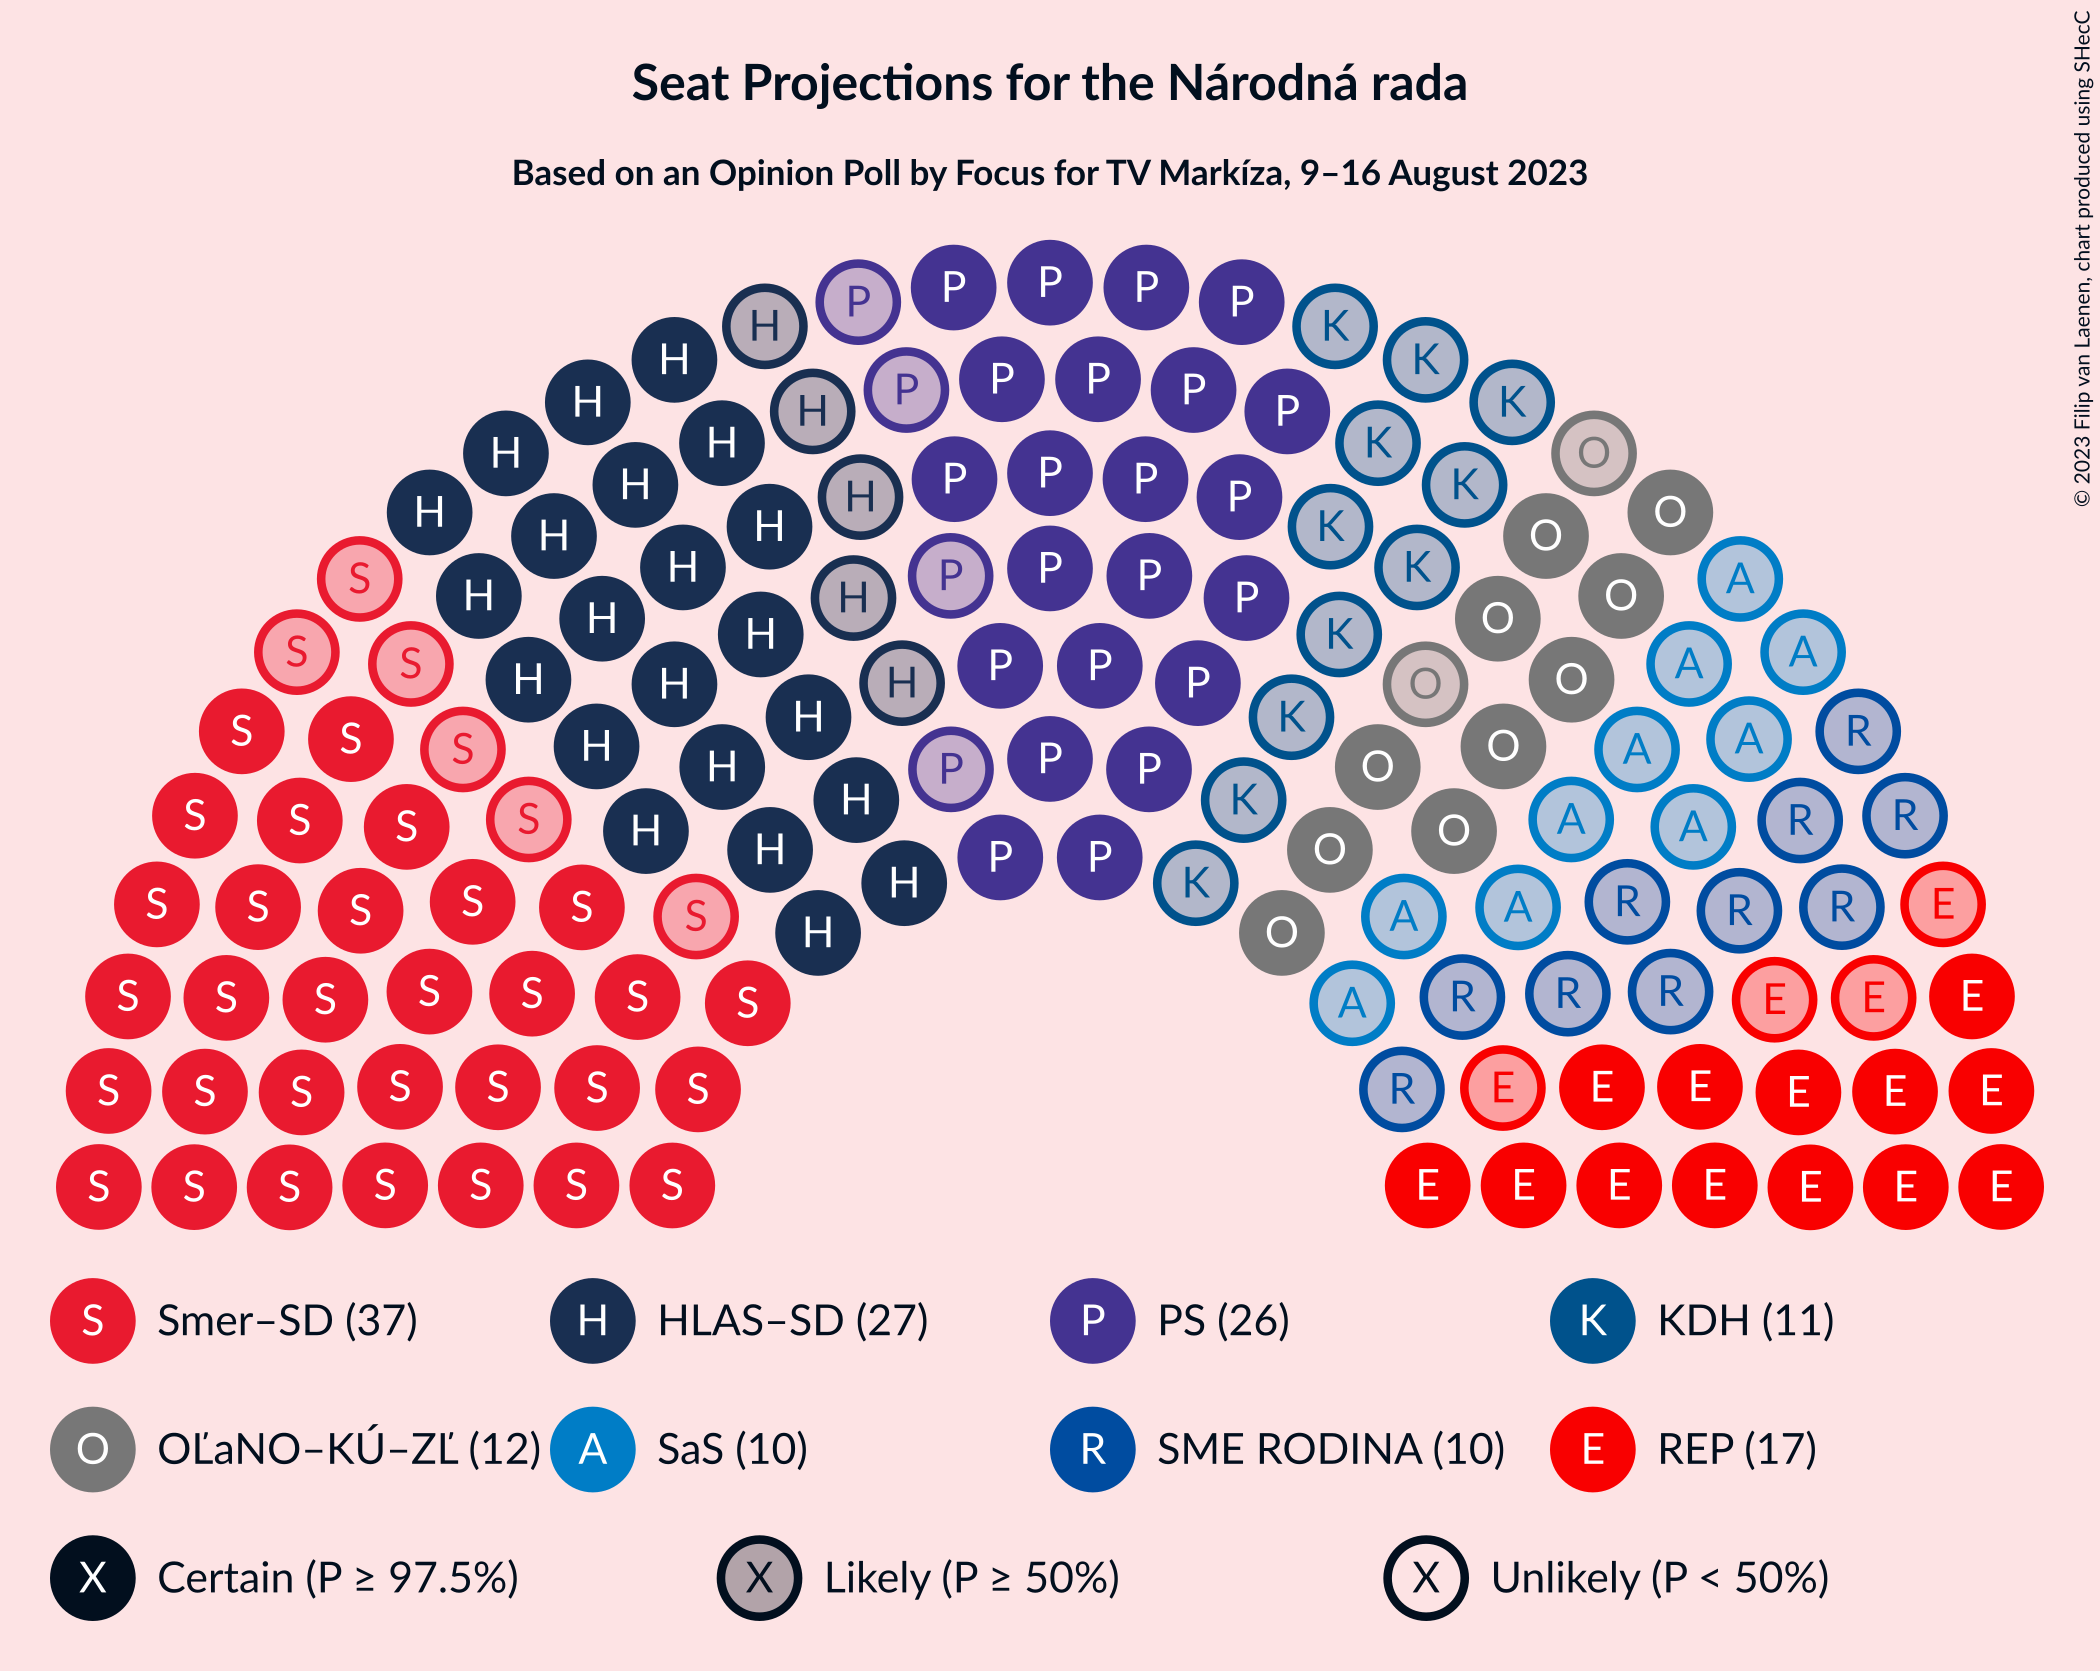 Seat Projections for the Národná rada
Based on an Opinion Poll by Focus for TV Markíza, 9–16 August 2023
© 2023 Filip van Laenen, chart produced using SHecC
P P P P P
H P P P P H K K
H P P P P K K
H H P P P P K K O
H H H H P P P P K K O O
S H H H H P P P P K K O O A
S S H H H H P P P K O O O A A
S S S H H H H P P P K O O A A R
S S S S H H H P P K O O A A R R
S S S S S S H O A A R R R E
S S S S S S S A R R R E E E
S S S S S S S R E E E E E E
S S S S S S S E E E E E E E
S Smer–SD (37) H HLAS–SD (27) P PS (26) K KDH (11)
O OĽaNO–KÚ–ZĽ (12) A SaS (10) R SME RODINA (10) E REP (17)
X Certain (P ≥ 97.5%) X Likely (P ≥ 50%) X Unlikely (P < 50%)